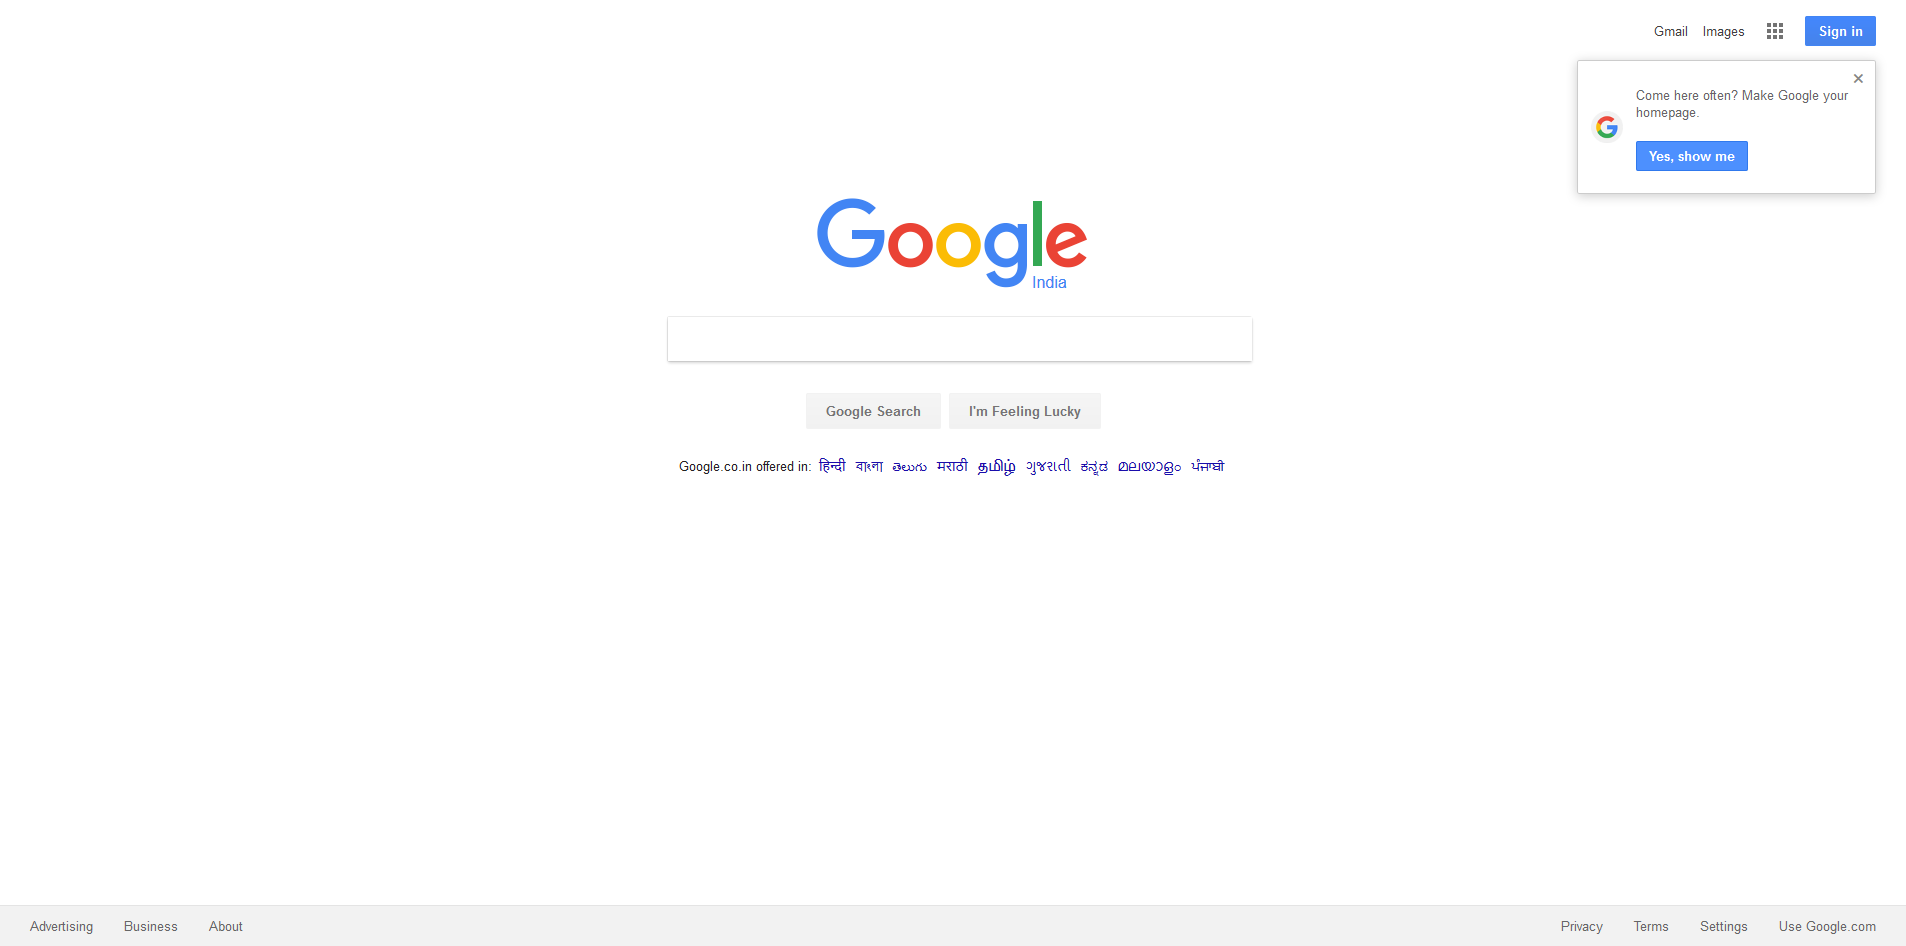 Gmail Images Sign in
Come here often? Make Google your
homepage.
Yes, show me
Google
India
Google Search I'm Feeling Lucky
Google.co.in offered in: हिन्दी বাংলা తెలుగు मराठी தமிழ் ગુજરાતી ಕನ್ನಡ മലയാളം ਪੰਜਾਬੀ
Advertising Business About Privacy Terms Settings Use Google.com